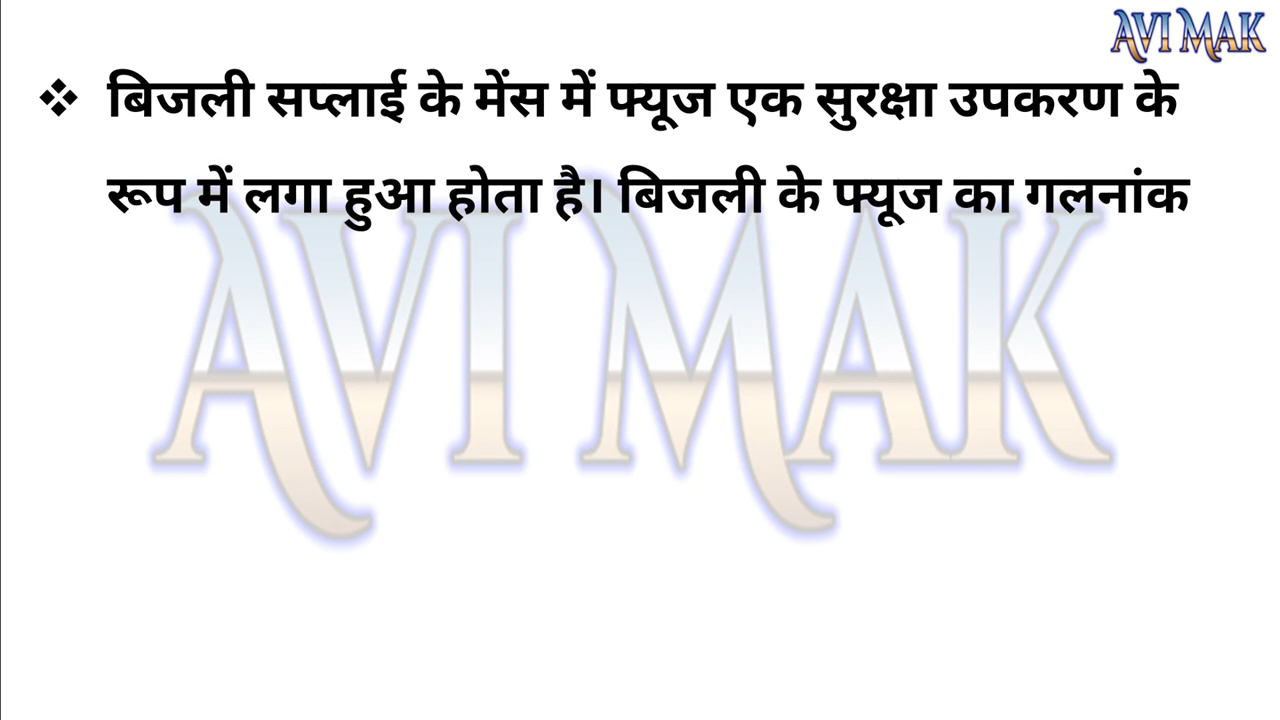 AVI MAK
❖ बिजली सप्लाई के मेंस में फ्यूज एक सुरक्षा उपकरण के
रूप में लगा हुआ होता है। बिजली के फ्यूज का गलनांक
AVI MAK